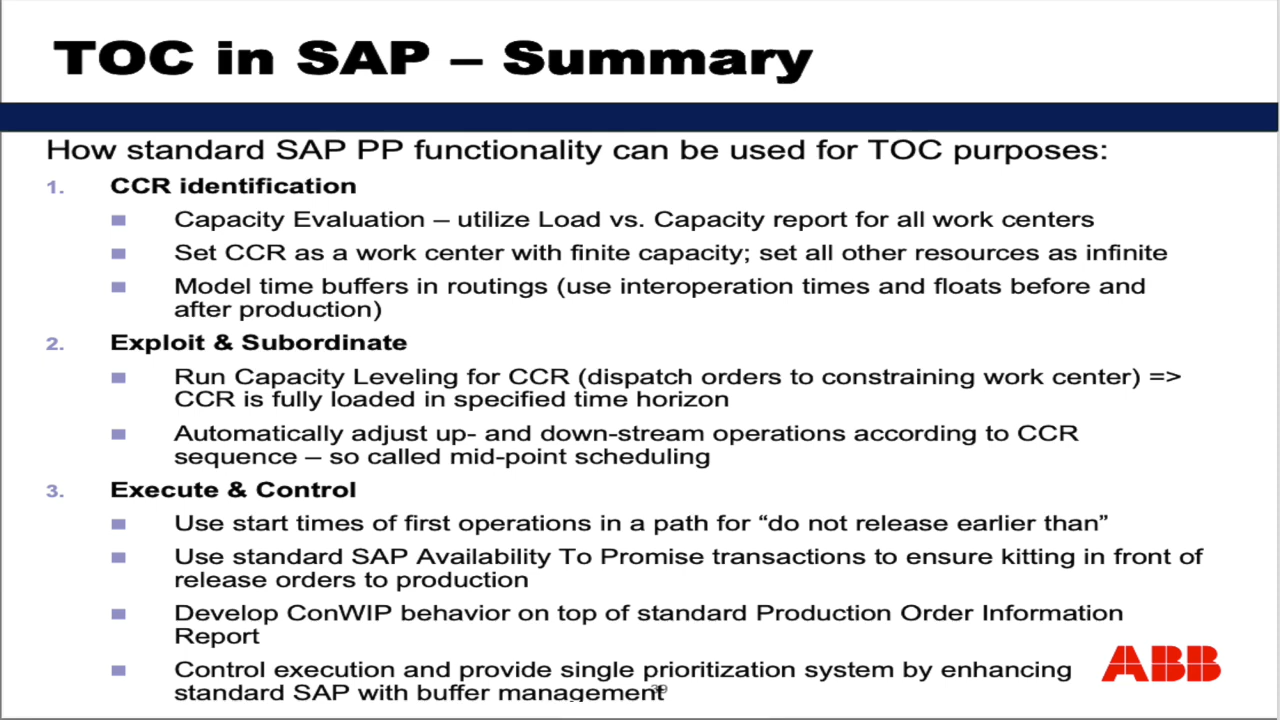 TOC in SAP – Summary
How standard SAP PP functionality can be used for TOC purposes:
1. CCR identification
Capacity Evaluation – utilize Load vs. Capacity report for all work centers
Set CCR as a work center with finite capacity; set all other resources as infinite
Model time buffers in routings (use interoperation times and floats before and
after production)
2. Exploit & Subordinate
Run Capacity Leveling for CCR (dispatch orders to constraining work center) =>
CCR is fully loaded in specified time horizon
Automatically adjust up- and down-stream operations according to CCR
sequence – so called mid-point scheduling
3. Execute & Control
Use start times of first operations in a path for “do not release earlier than”
Use standard SAP Availability To Promise transactions to ensure kitting in front of
release orders to production
Develop ConWIP behavior on top of standard Production Order Information
Report
Control execution and provide single prioritization system by enhancing
standard SAP with buffer management
39
ABB